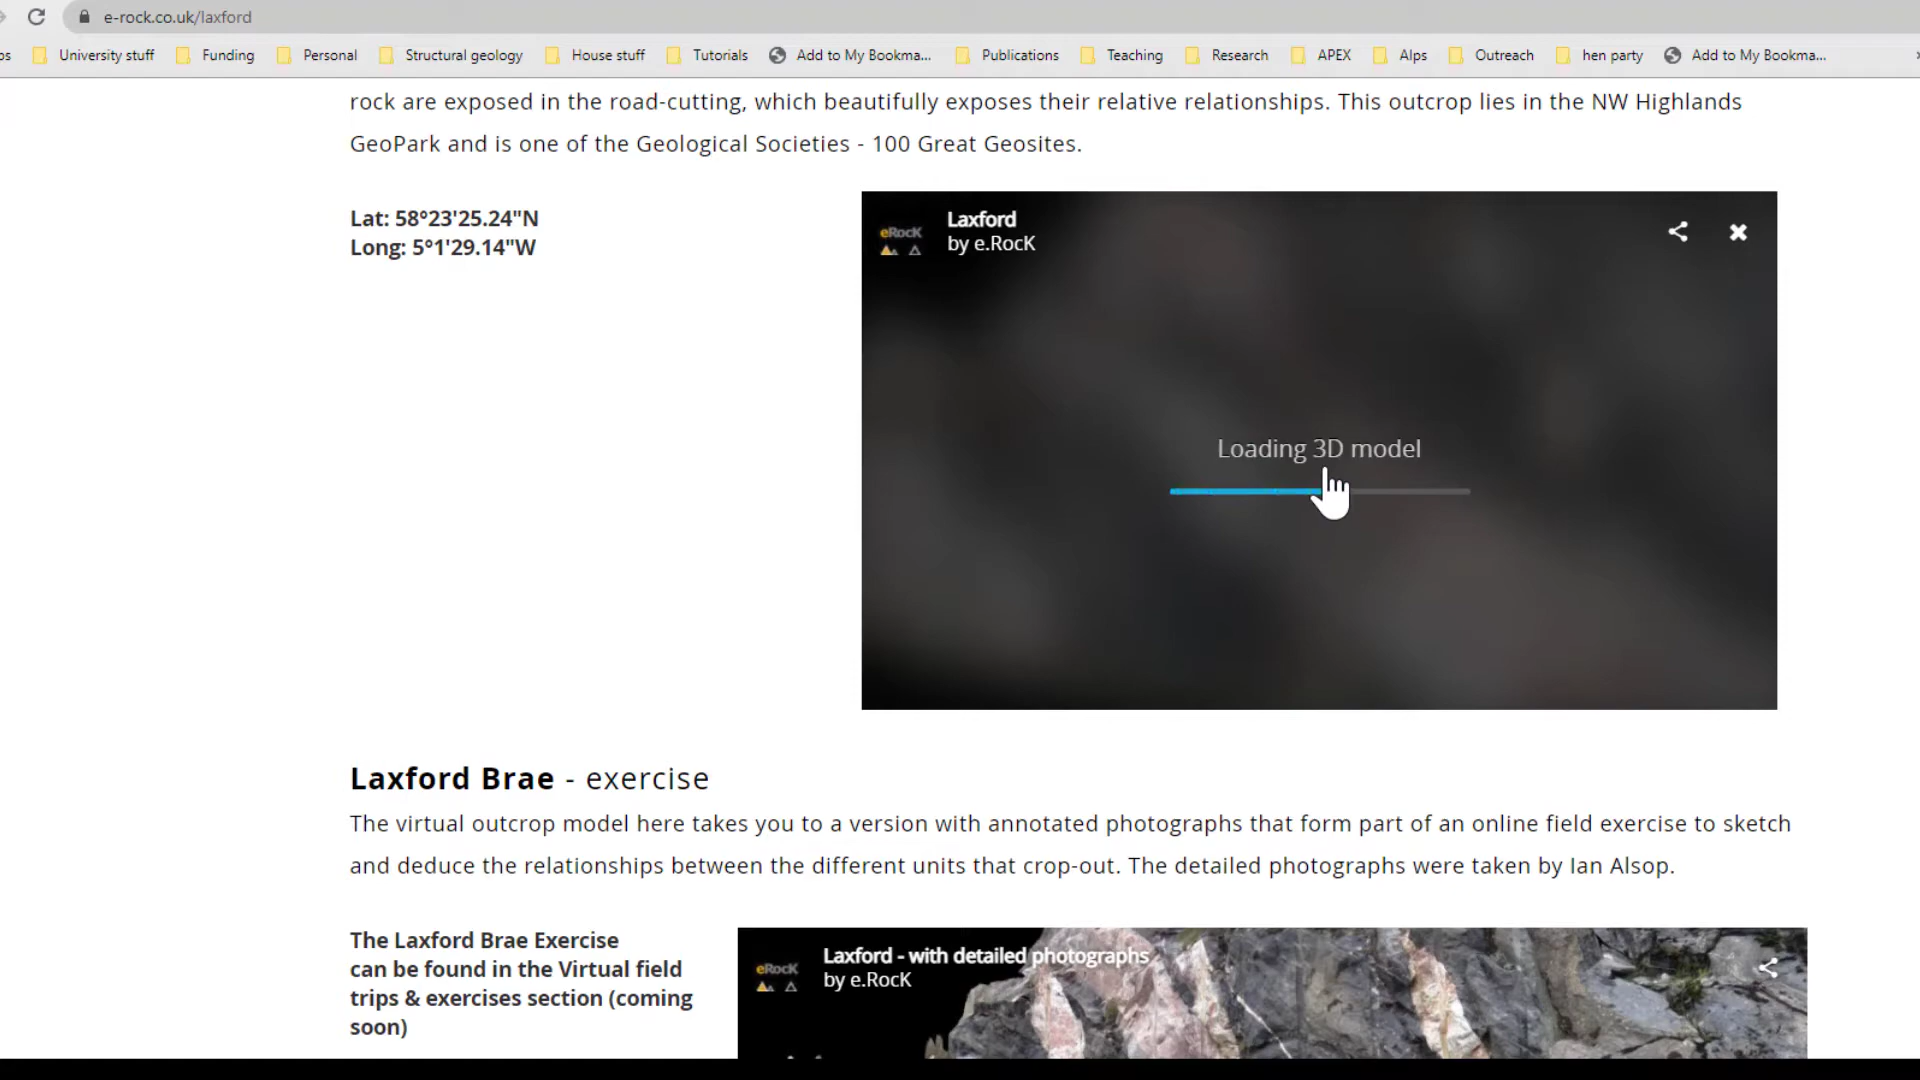 e-rock.co.uk/laxford
ps University stuff Funding Personal Structural geology House stuff Tutorials Add to My Bookma... Publications Teaching Research APEX Alps Outreach hen party Add to My Bookma...
rock are exposed in the road-cutting, which beautifully exposes their relative relationships. This outcrop lies in the NW Highlands
GeoPark and is one of the Geological Societies - 100 Great Geosites.
Lat: 58°23'25.24"N
Long: 5°1'29.14"W
eRocK
Laxford
by e.RocK
Loading 3D model
Laxford Brae - exercise
The virtual outcrop model here takes you to a version with annotated photographs that form part of an online field exercise to sketch
and deduce the relationships between the different units that crop-out. The detailed photographs were taken by Ian Alsop.
The Laxford Brae Exercise
can be found in the Virtual field
trips & exercises section (coming
soon)
eRocK
Laxford - with detailed photographs
by e.RocK